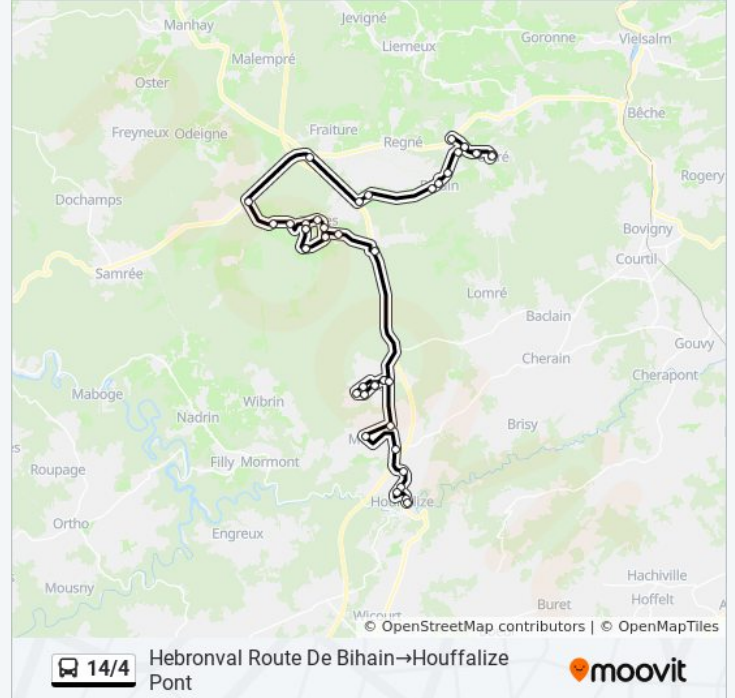 Jevigné
Manhay
Goronne
Vielsalm
Lierneux
Malempré
Oster
Bêche
Freyneux Odeigne
Fraiture
Regné
Rogery
Dochamps
Bovigny
Samrée
Courtil
Lomré
Baclain
Gouvy
Cherain
Cherapont
Maboge
Wibrin
Nadrin
Brisy
Filly Mormont
Roupage
Houffalize
Ortho
Engreux
Hachiville
Mousny
Buret
Hoffelt
Wicourt
© OpenStreetMap contributors | © OpenMapTiles
14/4
Hebronval Route De Bihain→Houffalize
Pont
moovit